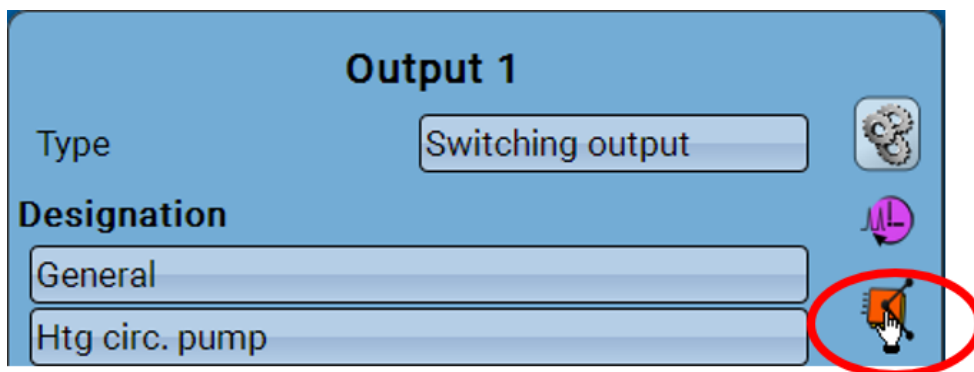 Output 1
Type Switching output
Designation
General
Htg circ. pump